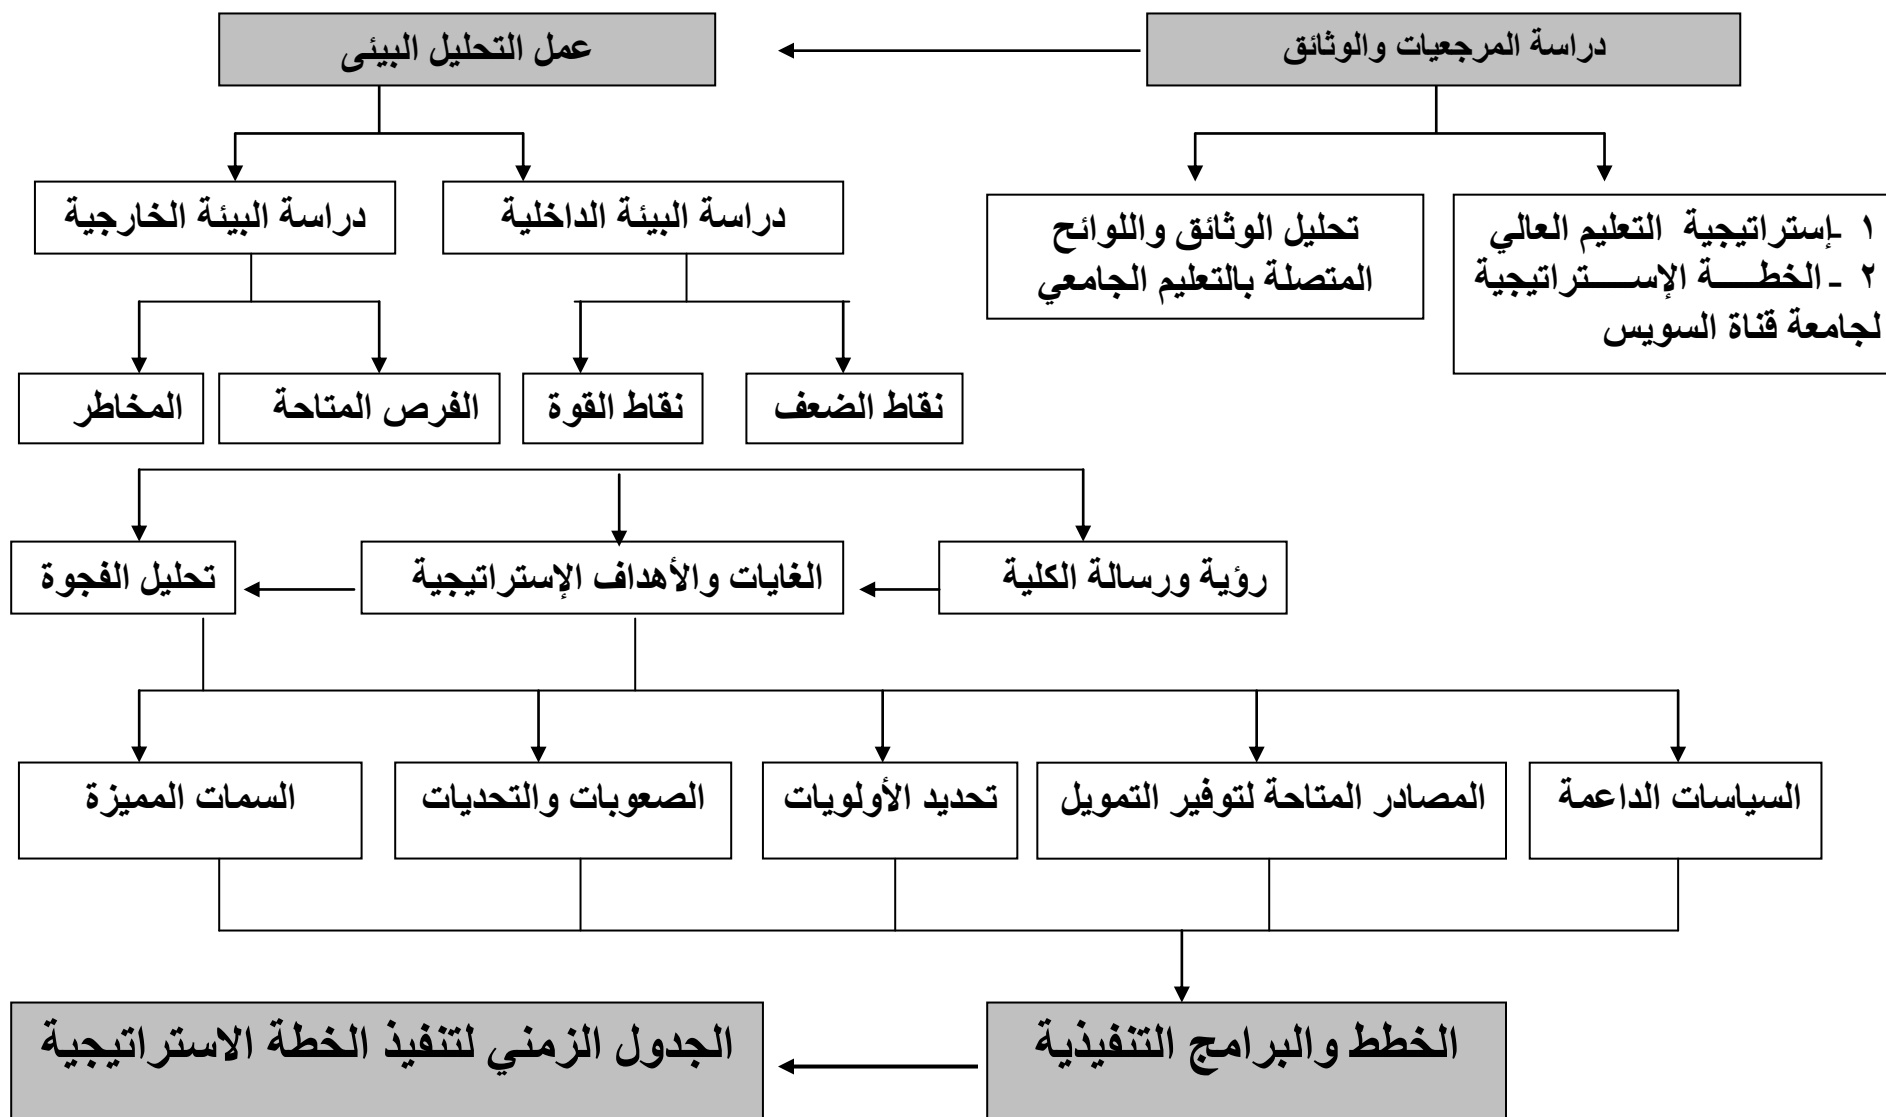 دراسة المرجعيات والوثائق
عمل التحليل البيئى
١ -إستراتيجية التعليم العالي
٢ - الخطـــة الإســـتراتيجية
لجامعة قناة السويس
تحليل الوثائق واللوائح
المتصلة بالتعليم الجامعي
دراسة البيئة الداخلية
دراسة البيئة الخارجية
نقاط الضعف
نقاط القوة
الفرص المتاحة
المخاطر
رؤية ورسالة الكلية
الغايات والأهداف الإستراتيجية
تحليل الفجوة
السياسات الداعمة
المصادر المتاحة لتوفير التمويل
تحديد الأولويات
الصعوبات والتحديات
السمات المميزة
الخطط والبرامج التنفيذية
الجدول الزمني لتنفيذ الخطة الاستراتيجية